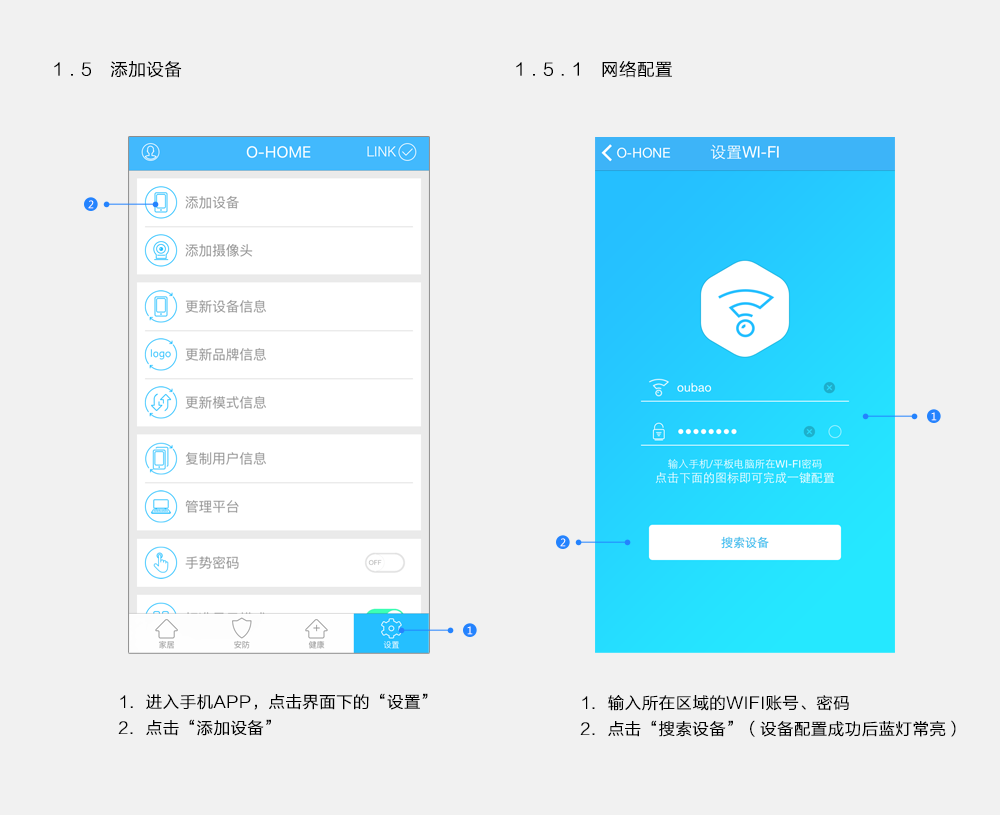 1.5 添加设备
1.5.1 网络配置
O-HOME
LINK
2
添加设备
添加摄像头
更新设备信息
logo
更新品牌信息
更新模式信息
复制用户信息
管理平台
手势密码
OFF
家居
安防
健康
设置
1
1. 进入手机APP，点击界面下的“设置”
2. 点击“添加设备”
O-HONE
设置WI-FI
oubao
1
输入手机/平板电脑所在WI-FI密码
点击下面的图标即可完成一键配置
2
搜索设备
1. 输入所在区域的WIFI账号、密码
2. 点击“搜索设备”（设备配置成功后蓝灯常亮）